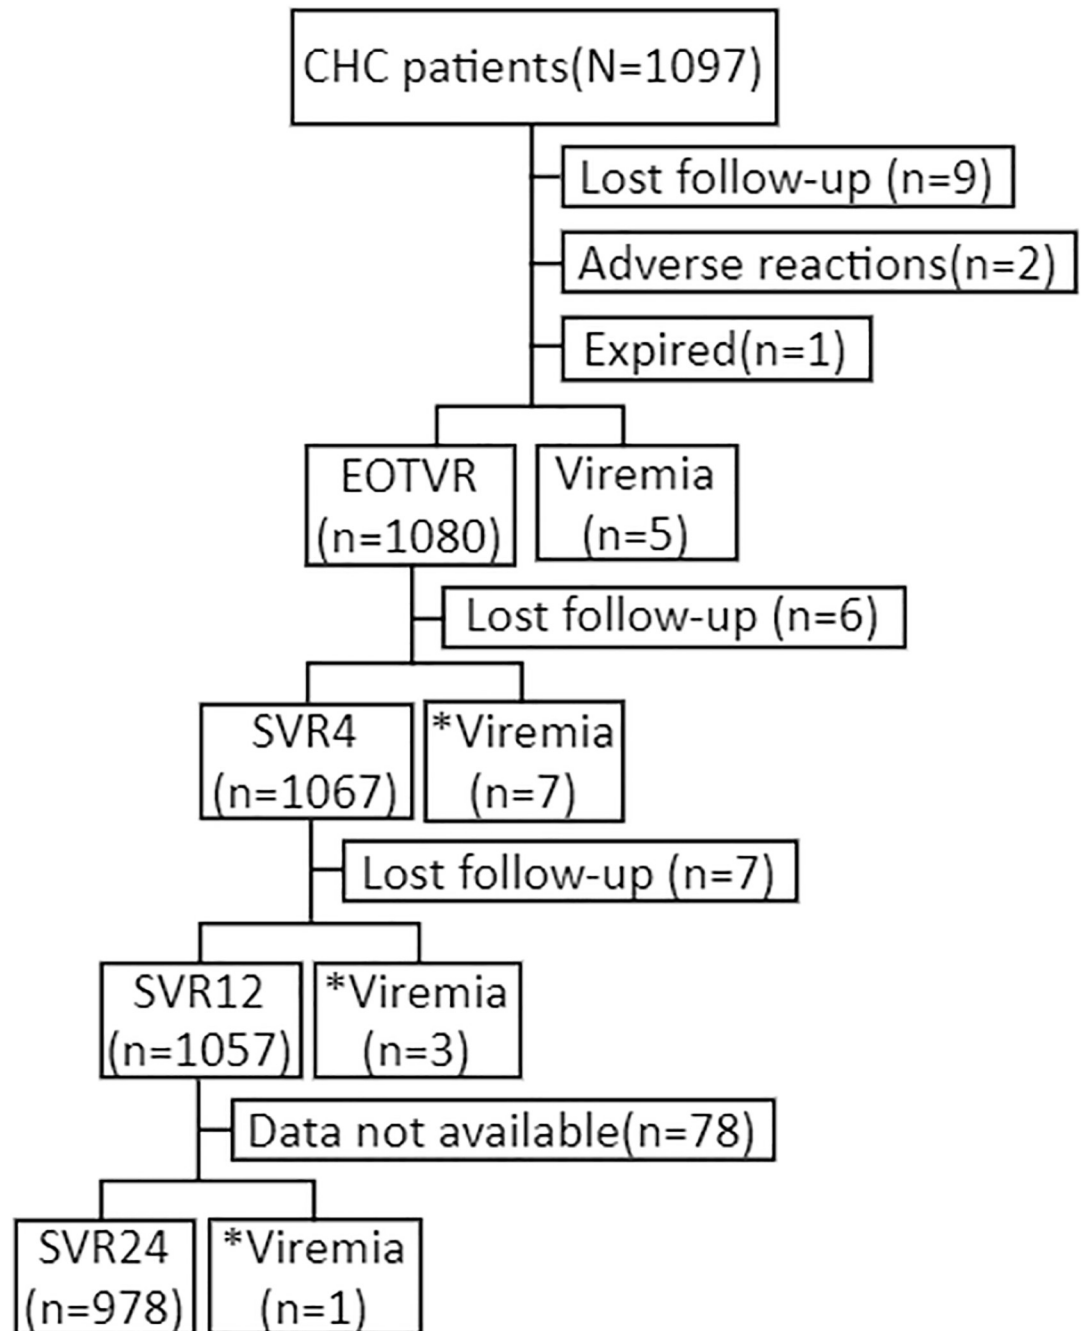 CHC patients(N=1097)
Lost follow-up (n=9)
Adverse reactions(n=2)
Expired(n=1)
EOTVR
(n=1080)
Viremia
(n=5)
Lost follow-up (n=6)
SVR4
(n=1067)
*Viremia
(n=7)
Lost follow-up (n=7)
SVR12
(n=1057)
*Viremia
(n=3)
Data not available(n=78)
SVR24
(n=978)
*Viremia
(n=1)